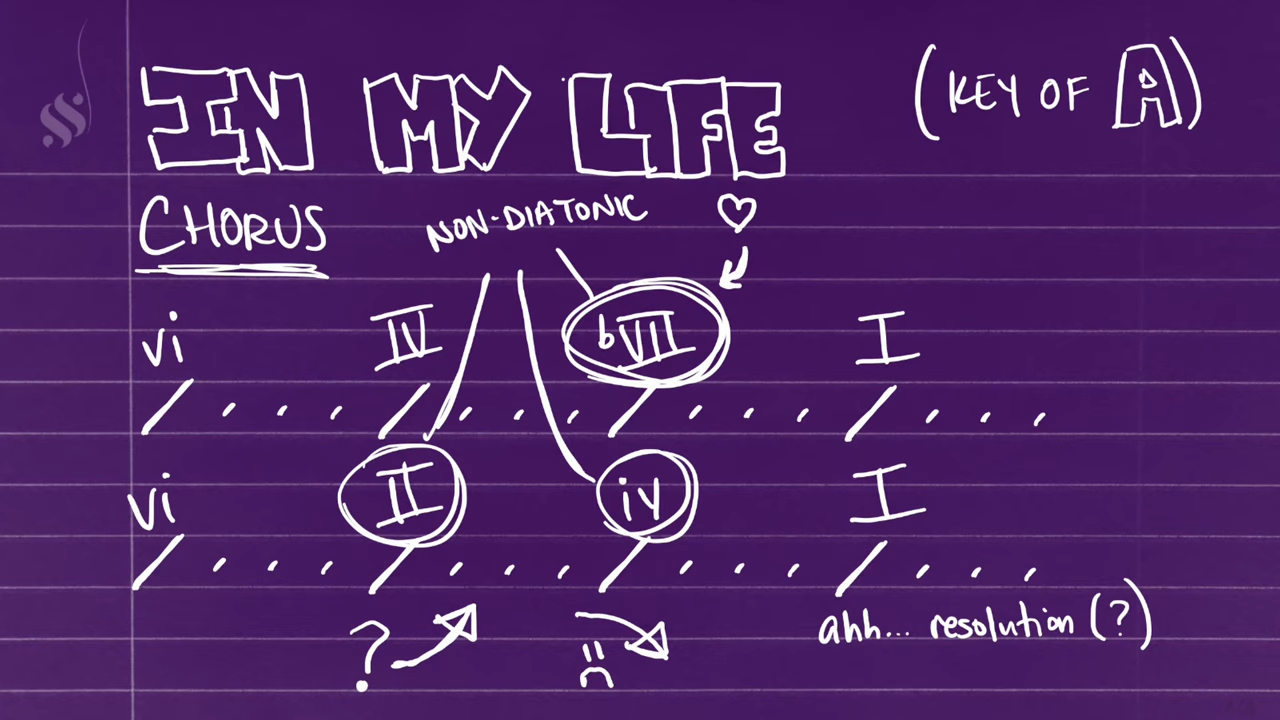 IN MY LIFE (KEY OF A)
CHORUS NON-DIATONIC
vi IV bVII I
vi II iv I
?
ahh... resolution (?)